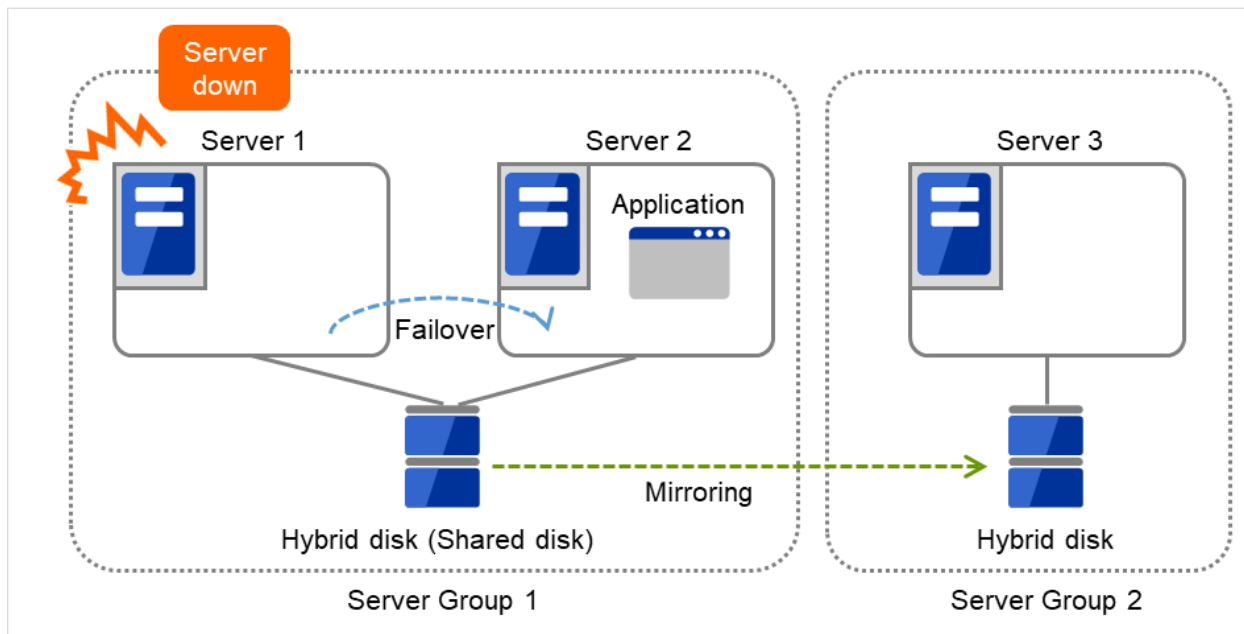 Server
down
Server 1
Server 2
Server 3
Application
Failover
Mirroring
Hybrid disk (Shared disk)
Hybrid disk
Server Group 1
Server Group 2